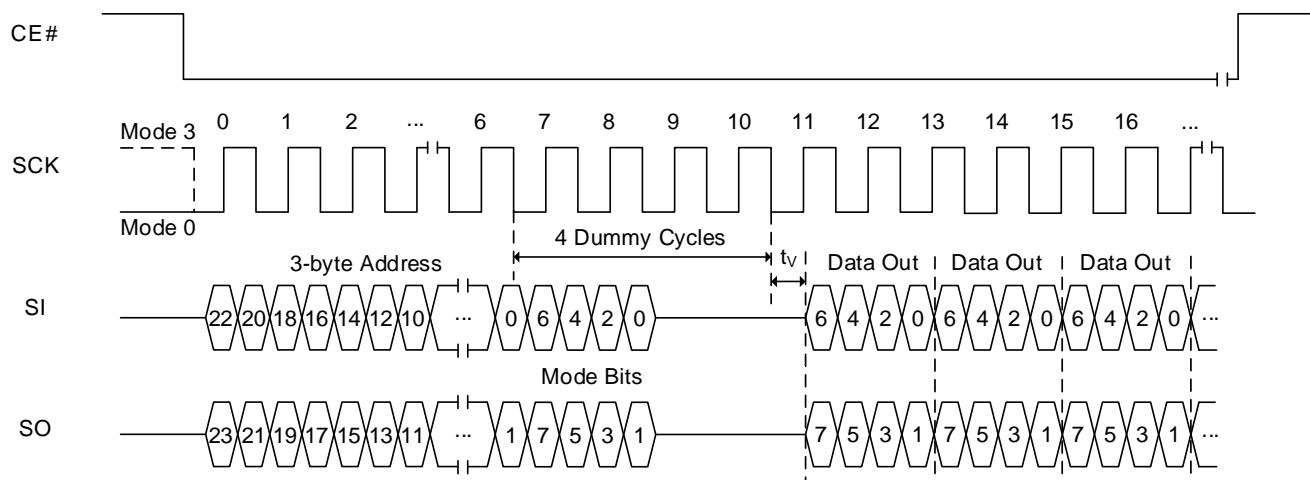 CE#
0 1 2 ... 6 7 8 9 10 11 12 13 14 15 16 ...
Mode 3
SCK
Mode 0
4 Dummy Cycles
3-byte Address tV Data Out Data Out Data Out
SI 22 20 18 16 14 12 10 ... 0 6 4 2 0 6 4 2 0 6 4 2 0 6 4 2 0 ...
Mode Bits
SO 23 21 19 17 15 13 11 ... 1 7 5 3 1 7 5 3 1 7 5 3 1 7 5 3 1 ...